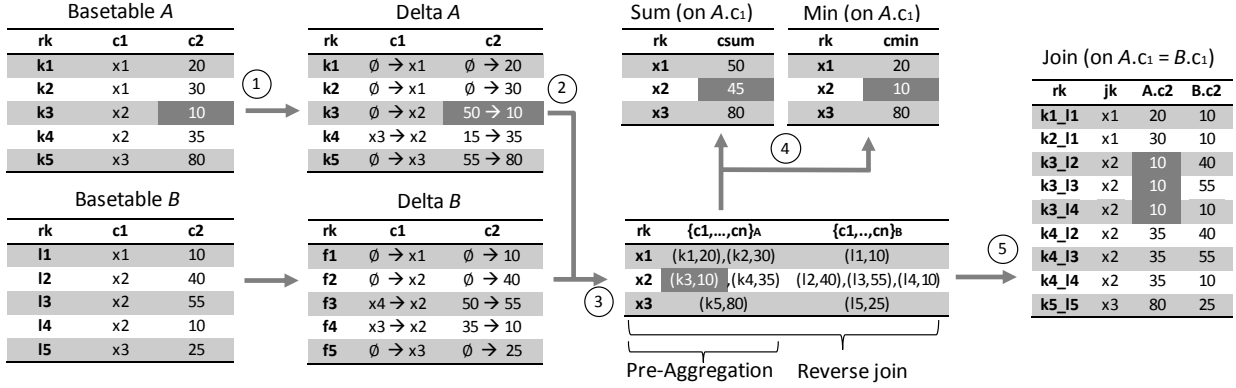 Basetable A
rk c1 c2
k1 x1 20
k2 x1 30
k3 x2 10
k4 x2 35
k5 x3 80
1
Delta A
rk c1 c2
k1 ∅ → x1 ∅ → 20
k2 ∅ → x1 ∅ → 30
k3 ∅ → x2 50 → 10
k4 x3 → x2 15 → 35
k5 ∅ → x3 55 → 80
2
Sum (on A.c1)
rk csum
x1 50
x2 45
x3 80
Min (on A.c1)
rk cmin
x1 20
x2 10
x3 80
4
Basetable B
rk c1 c2
l1 x1 10
l2 x2 40
l3 x2 55
l4 x2 10
l5 x3 25
Delta B
rk c1 c2
f1 ∅ → x1 ∅ → 10
f2 ∅ → x2 ∅ → 40
f3 x4 → x2 50 → 55
f4 x3 → x2 35 → 10
f5 ∅ → x3 ∅ → 25
3
rk {c1,...,cn}A {c1,..,cn}B
x1 (k1,20),(k2,30) (l1,10)
x2 (k3,10),(k4,35) (l2,40),(l3,55),(l4,10)
x3 (k5,80) (l5,25)
Pre-Aggregation Reverse join
5
Join (on A.c1 = B.c1)
rk jk A.c2 B.c2
k1_l1 x1 20 10
k2_l1 x1 30 10
k3_l2 x2 10 40
k3_l3 x2 10 55
k3_l4 x2 10 10
k4_l2 x2 35 40
k4_l3 x2 35 55
k4_l4 x2 35 10
k5_l5 x3 80 25